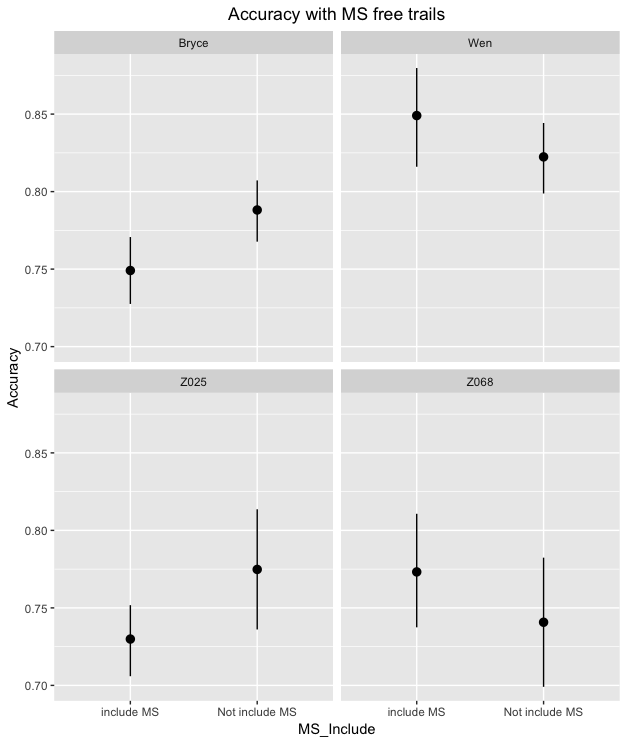 Accuracy with MS free trails
Bryce
Wen
0.85
0.80
0.75
0.70
Accuracy
Z025
Z068
0.85
0.80
0.75
0.70
include MS
Not include MS
include MS
Not include MS
MS_Include